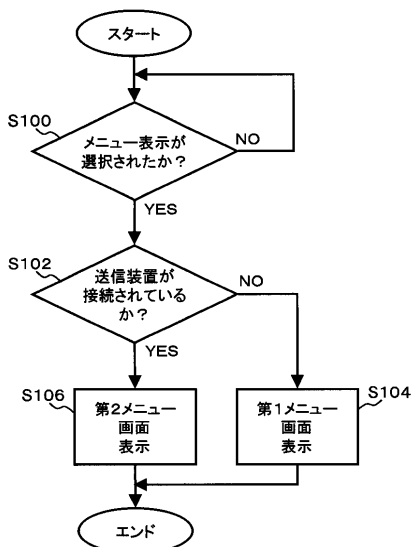 スタート
S100
メニュー表示が
選択されたか?
NO
YES
S102
送信装置が
接続されている
か?
NO
YES
S106
第2メニュー
画面
表示
第1メニュー
画面
表示
S104
エンド